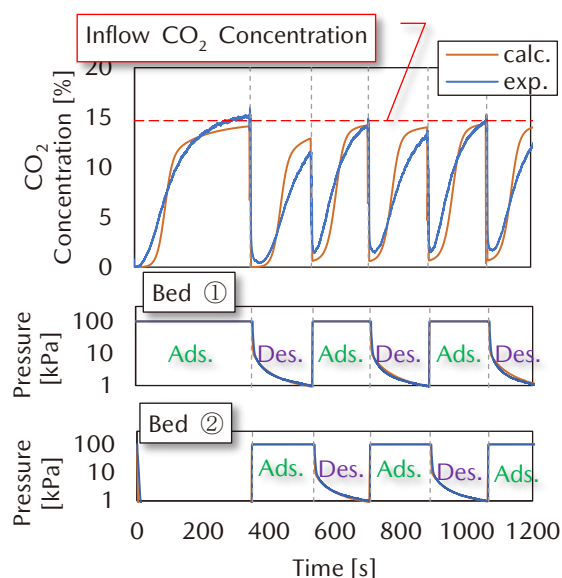 Inflow CO₂ Concentration
calc.
exp.
CO₂
Concentration [%]
20
15
10
5
0
Bed ①
Pressure
[kPa]
100
10
1
Ads. Des. Ads. Des. Ads. Des.
Bed ②
Pressure
[kPa]
100
10
1
Ads. Des. Ads. Des. Ads.
0 200 400 600 800 1000 1200
Time [s]